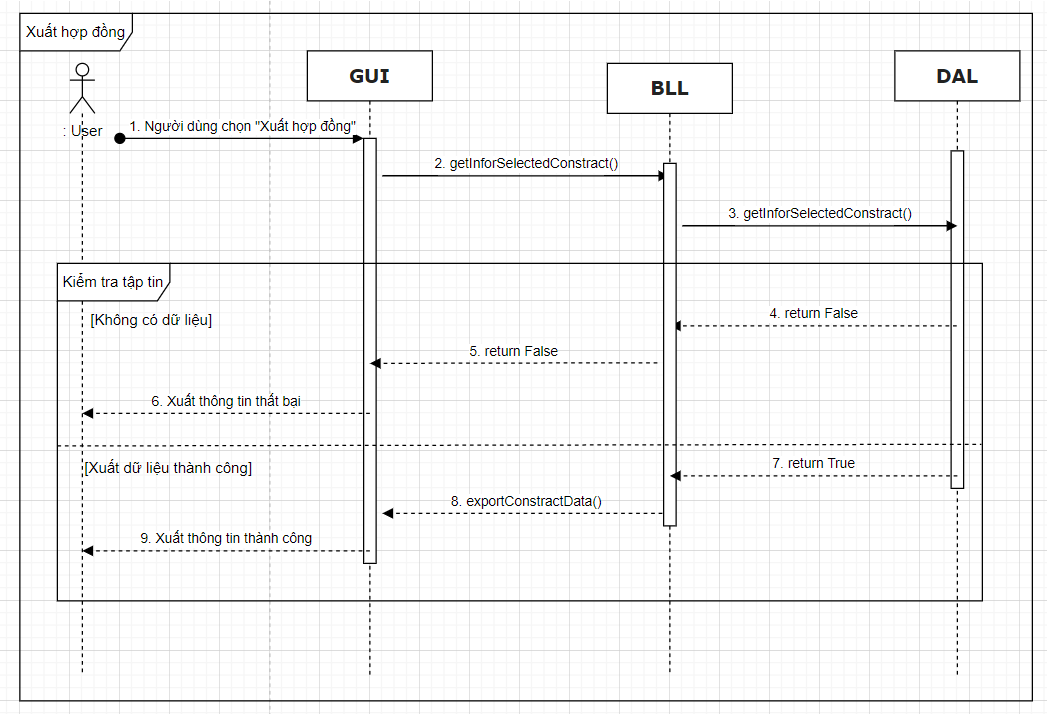 Xuất hợp đồng
GUI
BLL
DAL
: User
1. Người dùng chọn "Xuất hợp đồng"
2. getInforSelectedConstract()
3. getInforSelectedConstract()
Kiểm tra tập tin
[Không có dữ liệu]
4. return False
5. return False
6. Xuất thông tin thất bại
[Xuất dữ liệu thành công]
7. return True
8. exportConstractData()
9. Xuất thông tin thành công